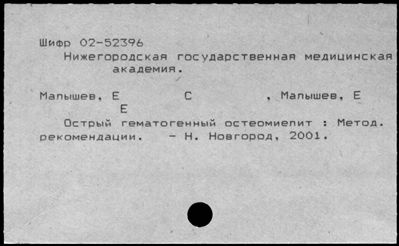 Шифр 02-52396
Нижегородская государственная медицинская
академия.
Малышев, Е С , Малышев, Е
Е
Острый гематогенный остеомиелит : Метод.
рекомендации. - Н. Новгород, 2001.